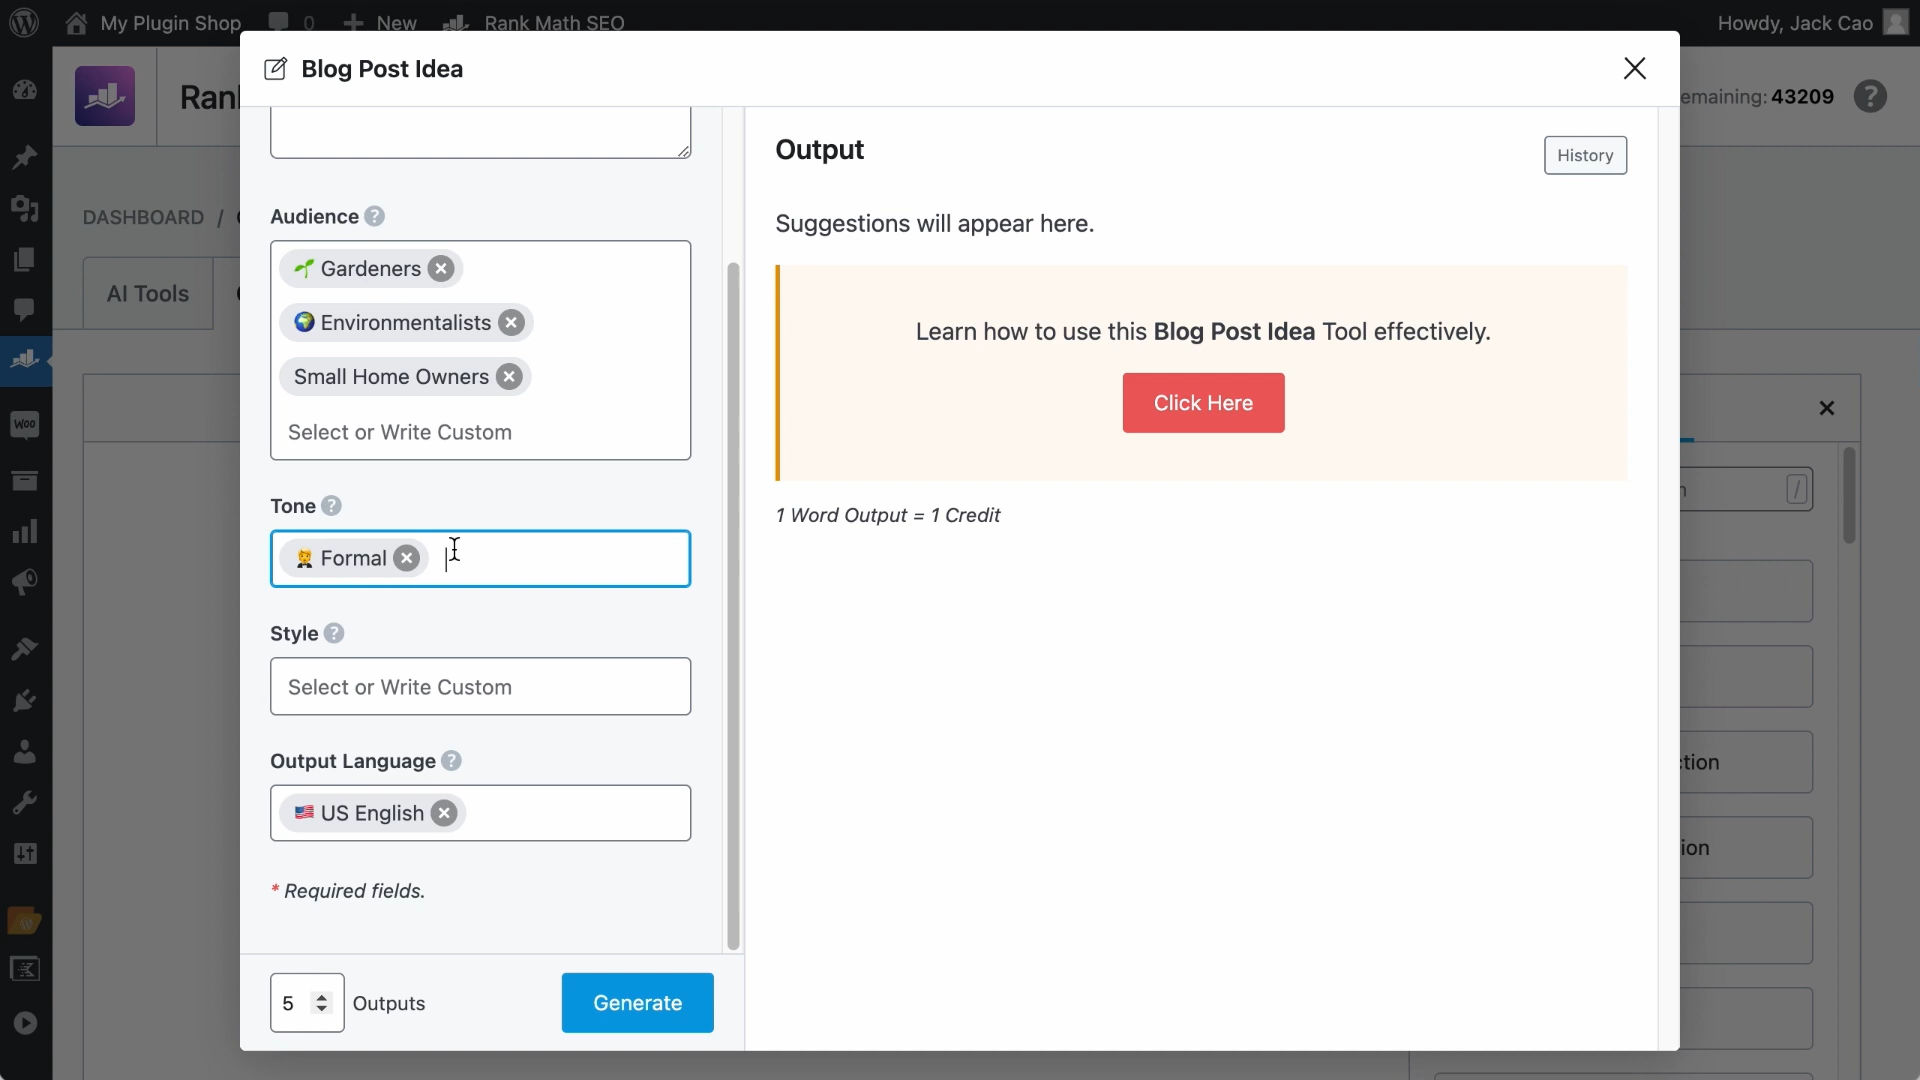 My Plugin Shop 0 New Rank Math SEO Howdy, Jack Cao
Blog Post Idea
Ran
emaining: 43209 ?
Output
History
Audience ?
Suggestions will appear here.
DASHBOARD /
Gardeners
AI Tools
Environmentalists
Learn how to use this Blog Post Idea Tool effectively.
Small Home Owners
Click Here
Select or Write Custom
Woo
Tone ?
/
1 Word Output = 1 Credit
Formal
Style ?
Select or Write Custom
Output Language ?
ction
US English
ion
* Required fields.
5 Outputs Generate